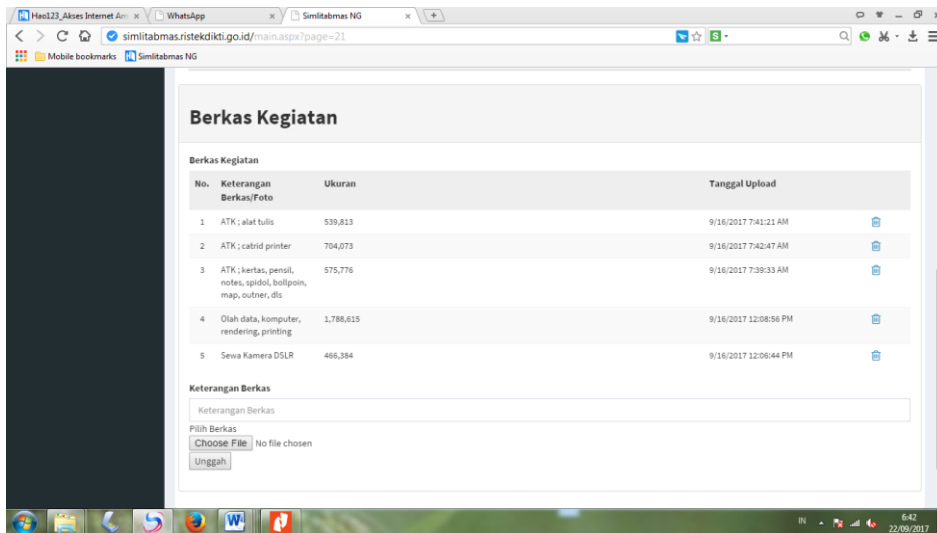 Hao123_Akses Internet Am
WhatsApp
Simlitabmas NG
simlitabmas.ristekdikti.go.id/main.aspx?page=21
Mobile bookmarks Simlitabmas NG
Berkas Kegiatan
Berkas Kegiatan
No. Keterangan Berkas/Foto Ukuran Tanggal Upload
1 ATK ; alat tulis 539,813 9/16/2017 7:41:21 AM
2 ATK ; catrid printer 704,073 9/16/2017 7:42:47 AM
3 ATK ; kertas, pensil, 575,776 9/16/2017 7:39:33 AM
notes, spidol, bollpoin,
map, outner, dls
4 Olah data, komputer, 1,788,615 9/16/2017 12:08:56 PM
rendering, printing
5 Sewa Kamera DSLR 466,384 9/16/2017 12:06:44 PM
Keterangan Berkas
Keterangan Berkas
Pilih Berkas
Choose File No file chosen
Unggah
IN 6:42
22/09/2017